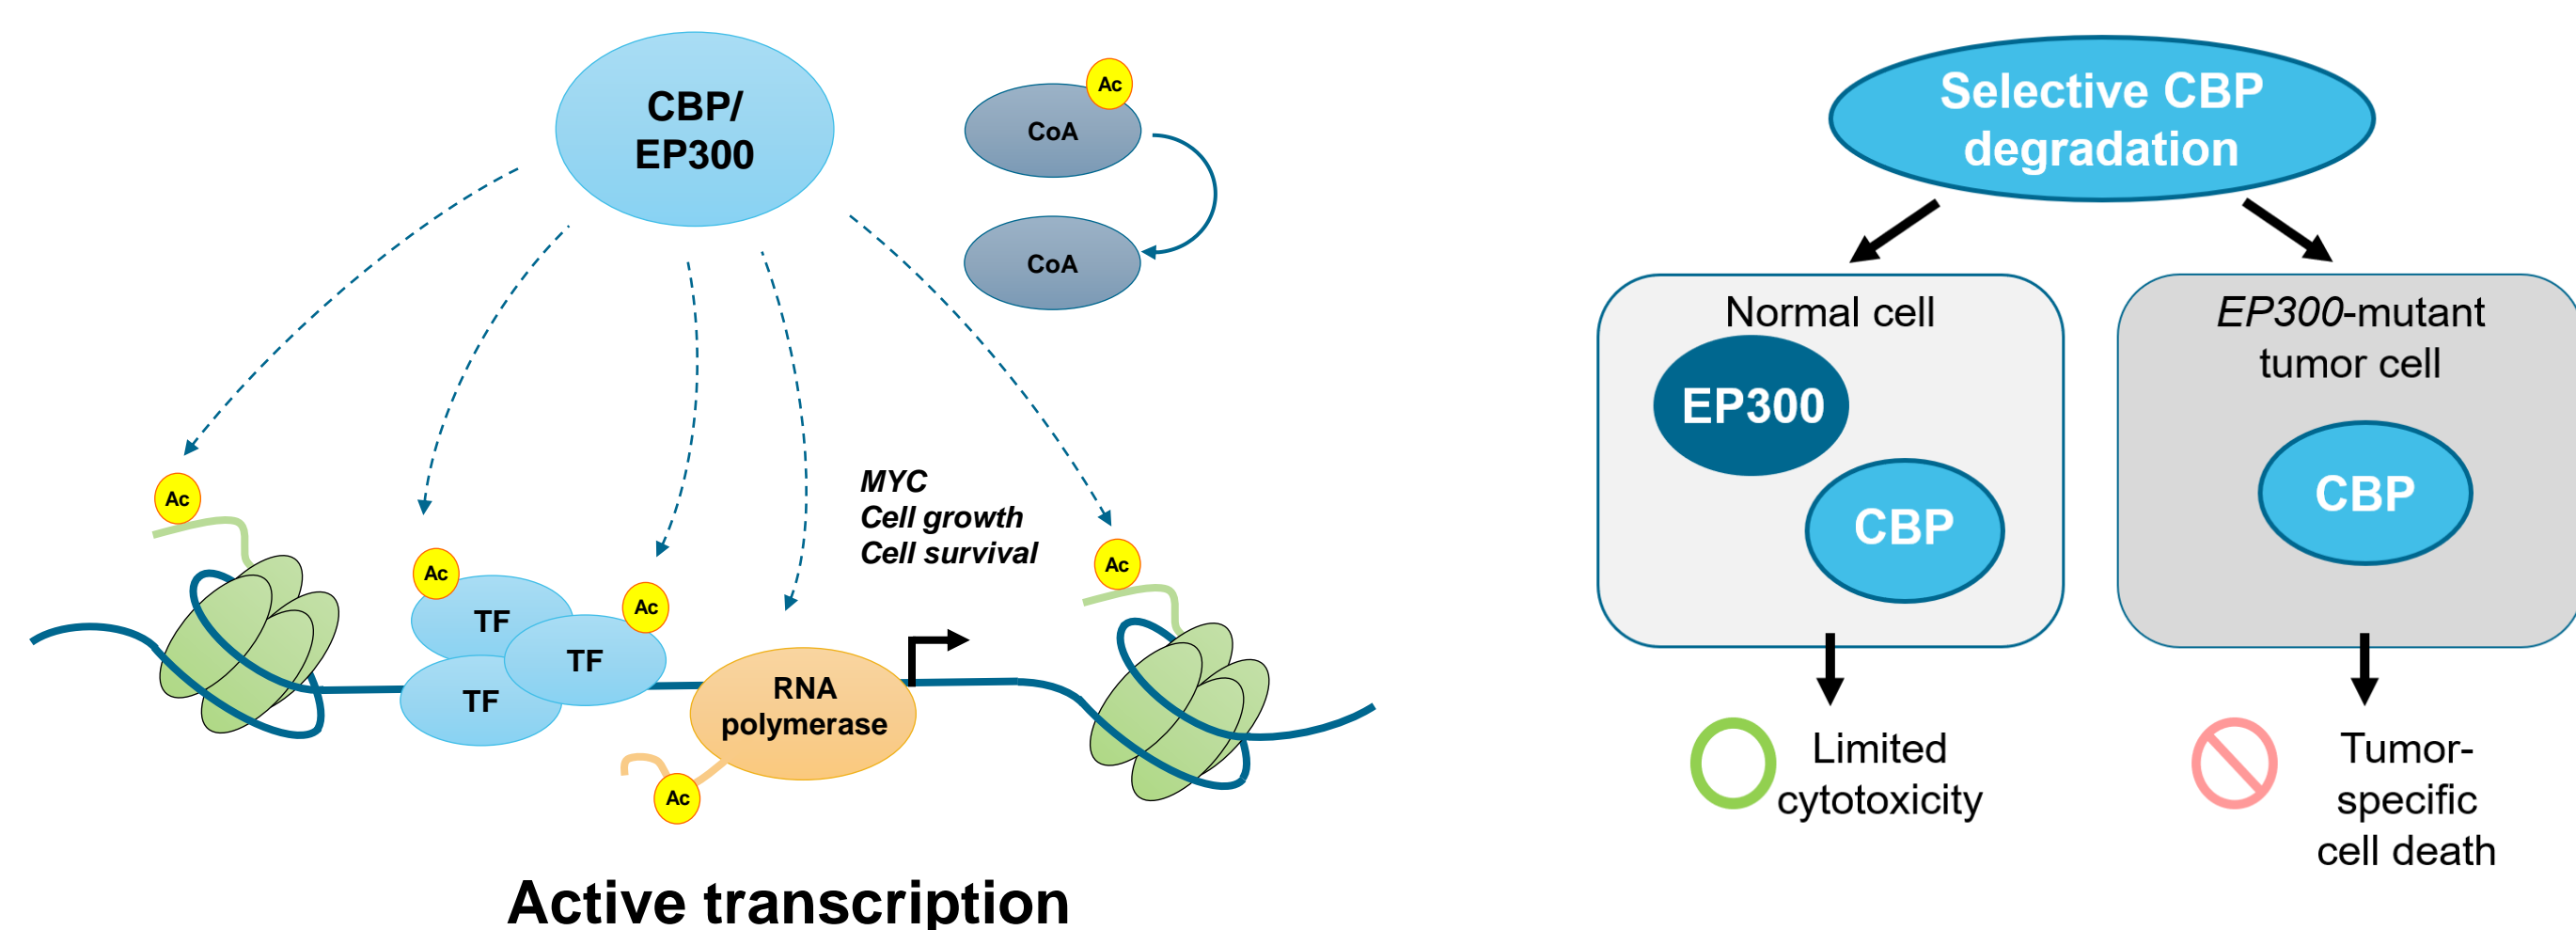 CBP/
EP300
Ac
CoA
CoA
Ac
MYC
Cell growth
Cell survival
Ac
Ac
Ac
TF
TF
TF
RNA
polymerase
Ac
Active transcription
Selective CBP
degradation
Normal cell
EP300
CBP
Limited
cytotoxicity
EP300-mutant
tumor cell
CBP
Tumor-
specific
cell death